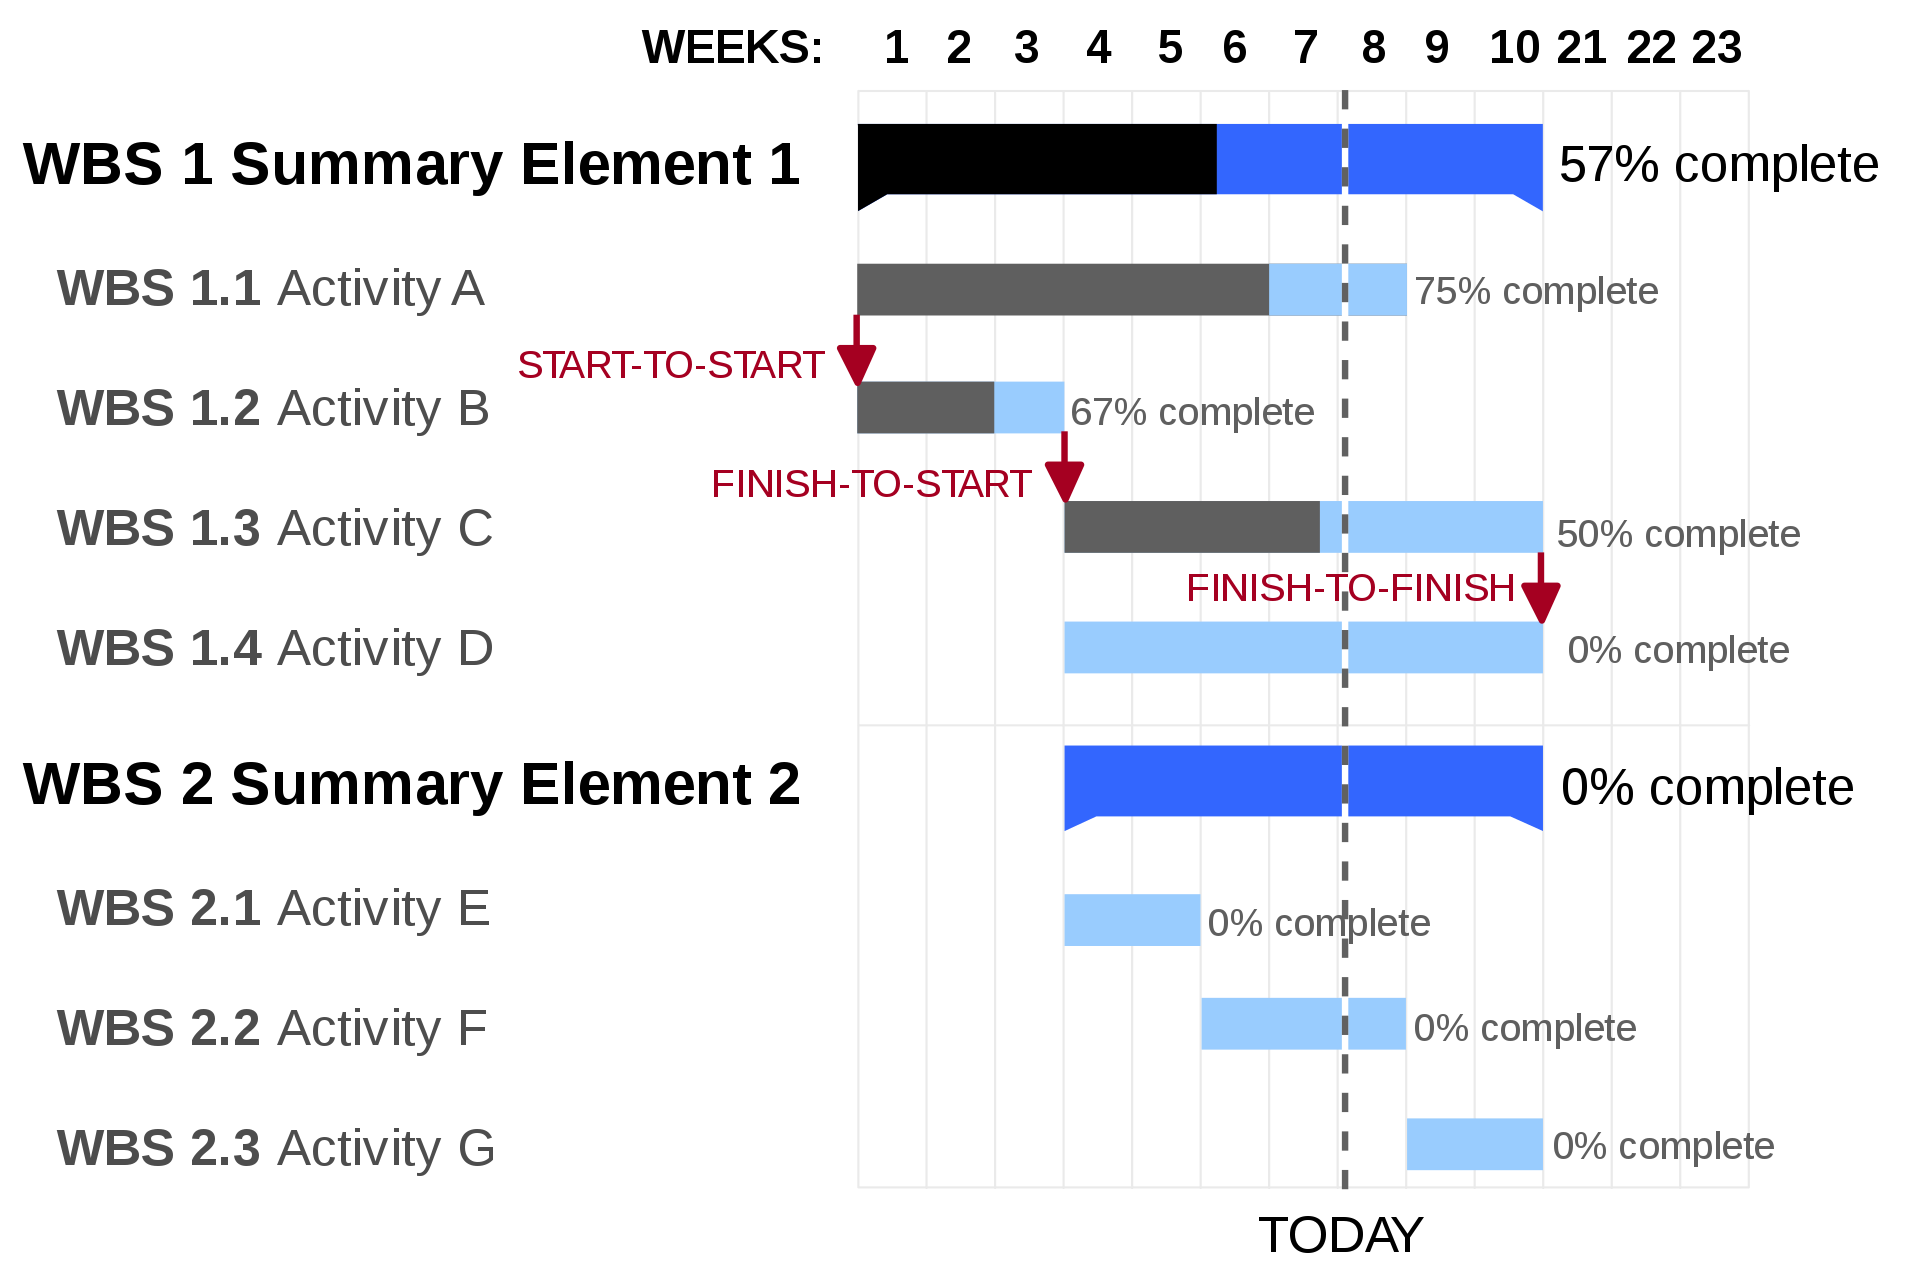 WEEKS: 1 2 3 4 5 6 7 8 9 10 21 22 23
WBS 1 Summary Element 1 57% complete
WBS 1.1 Activity A 75% complete
START-TO-START
WBS 1.2 Activity B 67% complete
FINISH-TO-START
WBS 1.3 Activity C 50% complete
FINISH-TO-FINISH
WBS 1.4 Activity D 0% complete
WBS 2 Summary Element 2 0% complete
WBS 2.1 Activity E 0% complete
WBS 2.2 Activity F 0% complete
WBS 2.3 Activity G 0% complete
TODAY